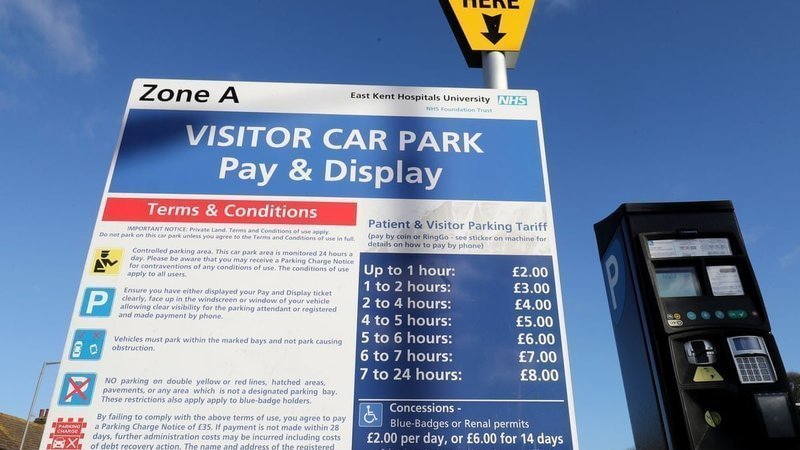 HERE
Zone A
East Kent Hospitals University NHS
NHS Foundation Trust
VISITOR CAR PARK
Pay & Display
Terms & Conditions
IMPORTANT NOTICE: Private Land. Terms and Conditions of use apply.
Do not park on this car park unless you agree to the Terms and Conditions of use in full.
Controlled parking area. This car park area is monitored 24 hours a
day. Please be aware that you may receive a Parking Charge Notice
for contraventions of any conditions of use. The conditions of use
apply to all users.
P
Ensure you have either displayed your Pay and Display ticket
clearly, face up in the windscreen or window of your vehicle
allowing clear visibility for the parking attendant or registered
and made payment by phone.
Vehicles must park within the marked bays and not park causing
obstruction.
NO parking on double yellow or red lines, hatched areas,
pavements, or any area which is not a designated parking bay.
These restrictions also apply apply to blue-badge holders.
PARKING
CHARGE
By failing to comply with the above terms of use, you agree to pay
a Parking Charge Notice of £35. If payment is not made within 28
days, further administration costs may be incurred including costs
of debt recovery action. The name and address of the registered
Patient & Visitor Parking Tariff
(pay by coin or RingGo - see sticker on machine for
details on how to pay by phone)
Up to 1 hour: £2.00
1 to 2 hours: £3.00
2 to 4 hours: £4.00
4 to 5 hours: £5.00
5 to 6 hours: £6.00
6 to 7 hours: £7.00
7 to 24 hours: £8.00
Concessions -
Blue-Badges or Renal permits
£2.00 per day, or £6.00 for 14 days
P